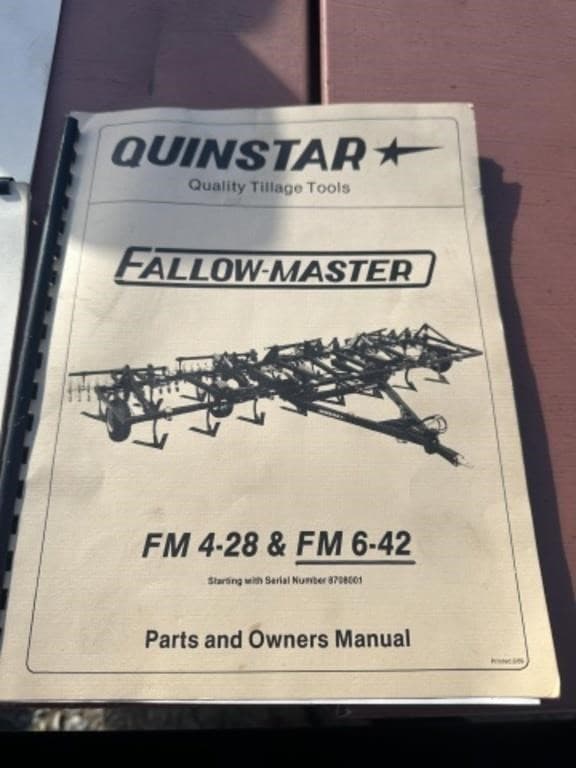 QUINSTAR
Quality Tillage Tools
FALLOW-MASTER
FM 4-28 & FM 6-42
Starting with Serial Number 8708001
Parts and Owners Manual
Printed